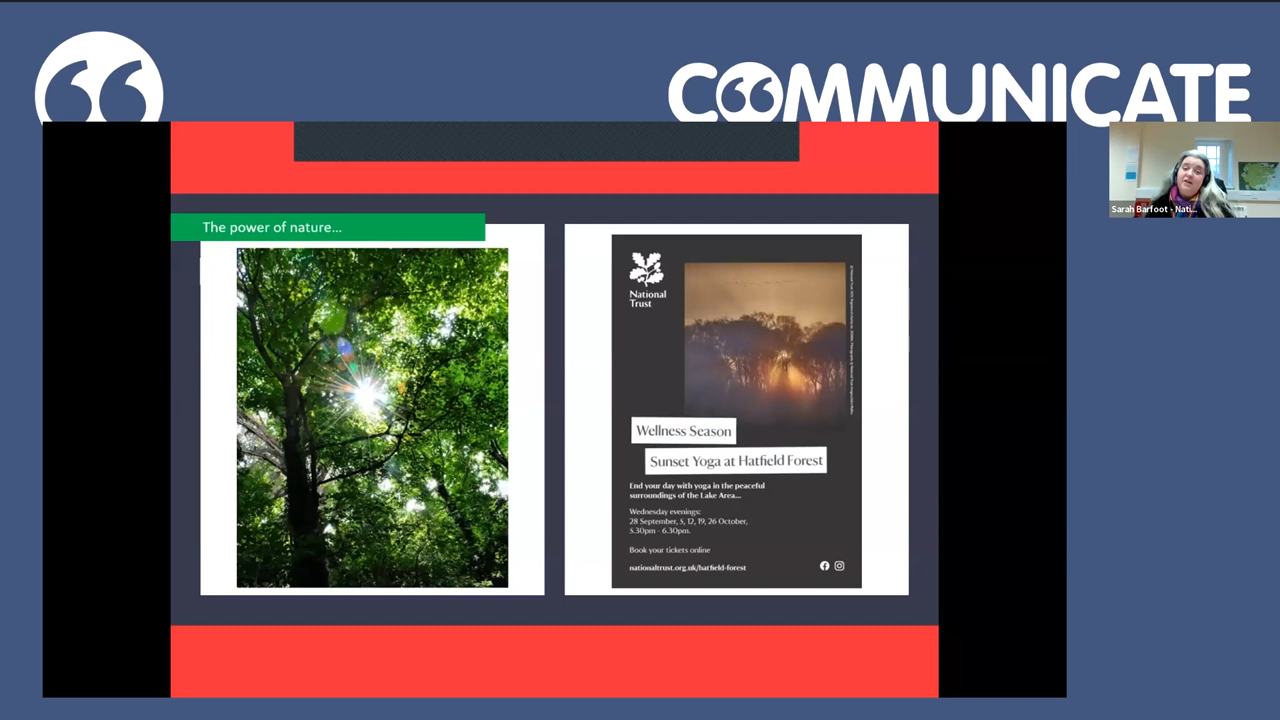 COMMUNICATE
Sarah Barfoot - Nati...
The power of nature...
National
Trust
Wellness Season
Sunset Yoga at Hatfield Forest
End your day with yoga in the peaceful
surroundings of the Lake Area...
Wednesday evenings:
28 September, 5, 12, 19, 26 October,
5.30pm - 6.30pm.
Book your tickets online
nationaltrust.org.uk/hatfield-forest